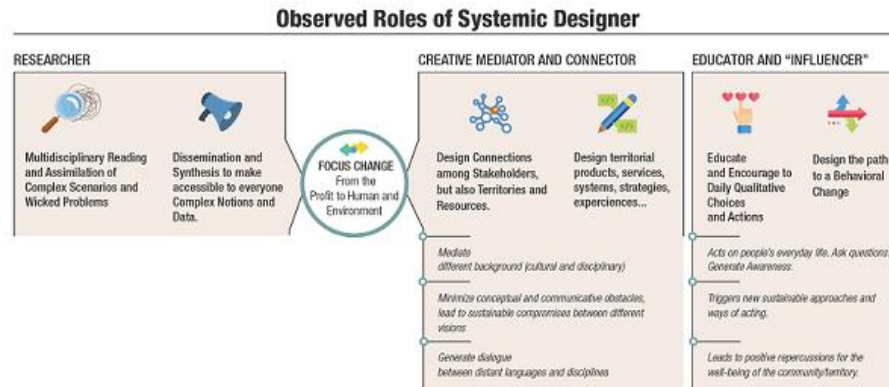 Observed Roles of Systemic Designer
RESEARCHER
Multidisciplinary Reading
and Assimilation of
Complex Scenarios and
Wicked Problems
Dissemination and
Synthesis to make
accessible to everyone
Complex Notions and
Data.
FOCUS CHANGE
From the
Profit to Human and
Environment
CREATIVE MEDIATOR AND CONNECTOR
Design Connections
among Stakeholders,
but also Territories and
Resources.
Design territorial
products, services,
systems, strategies,
experciences...
Mediate
different background (cultural and disciplinary)
Minimize conceptual and communicative obstacles,
lead to sustainable compromises between different
visions
Generate dialogue
between distant languages and disciplines
EDUCATOR AND “INFLUENCER”
Educate
and Encourage to
Daily Qualitative
Choices
and Actions
Design the path
to a Behavioral
Change
Acts on people's everyday life. Ask questions.
Generate Awareness.
Triggers new sustainable approaches and
ways of acting.
Leads to positive repercussions for the
well-being of the community/territory.